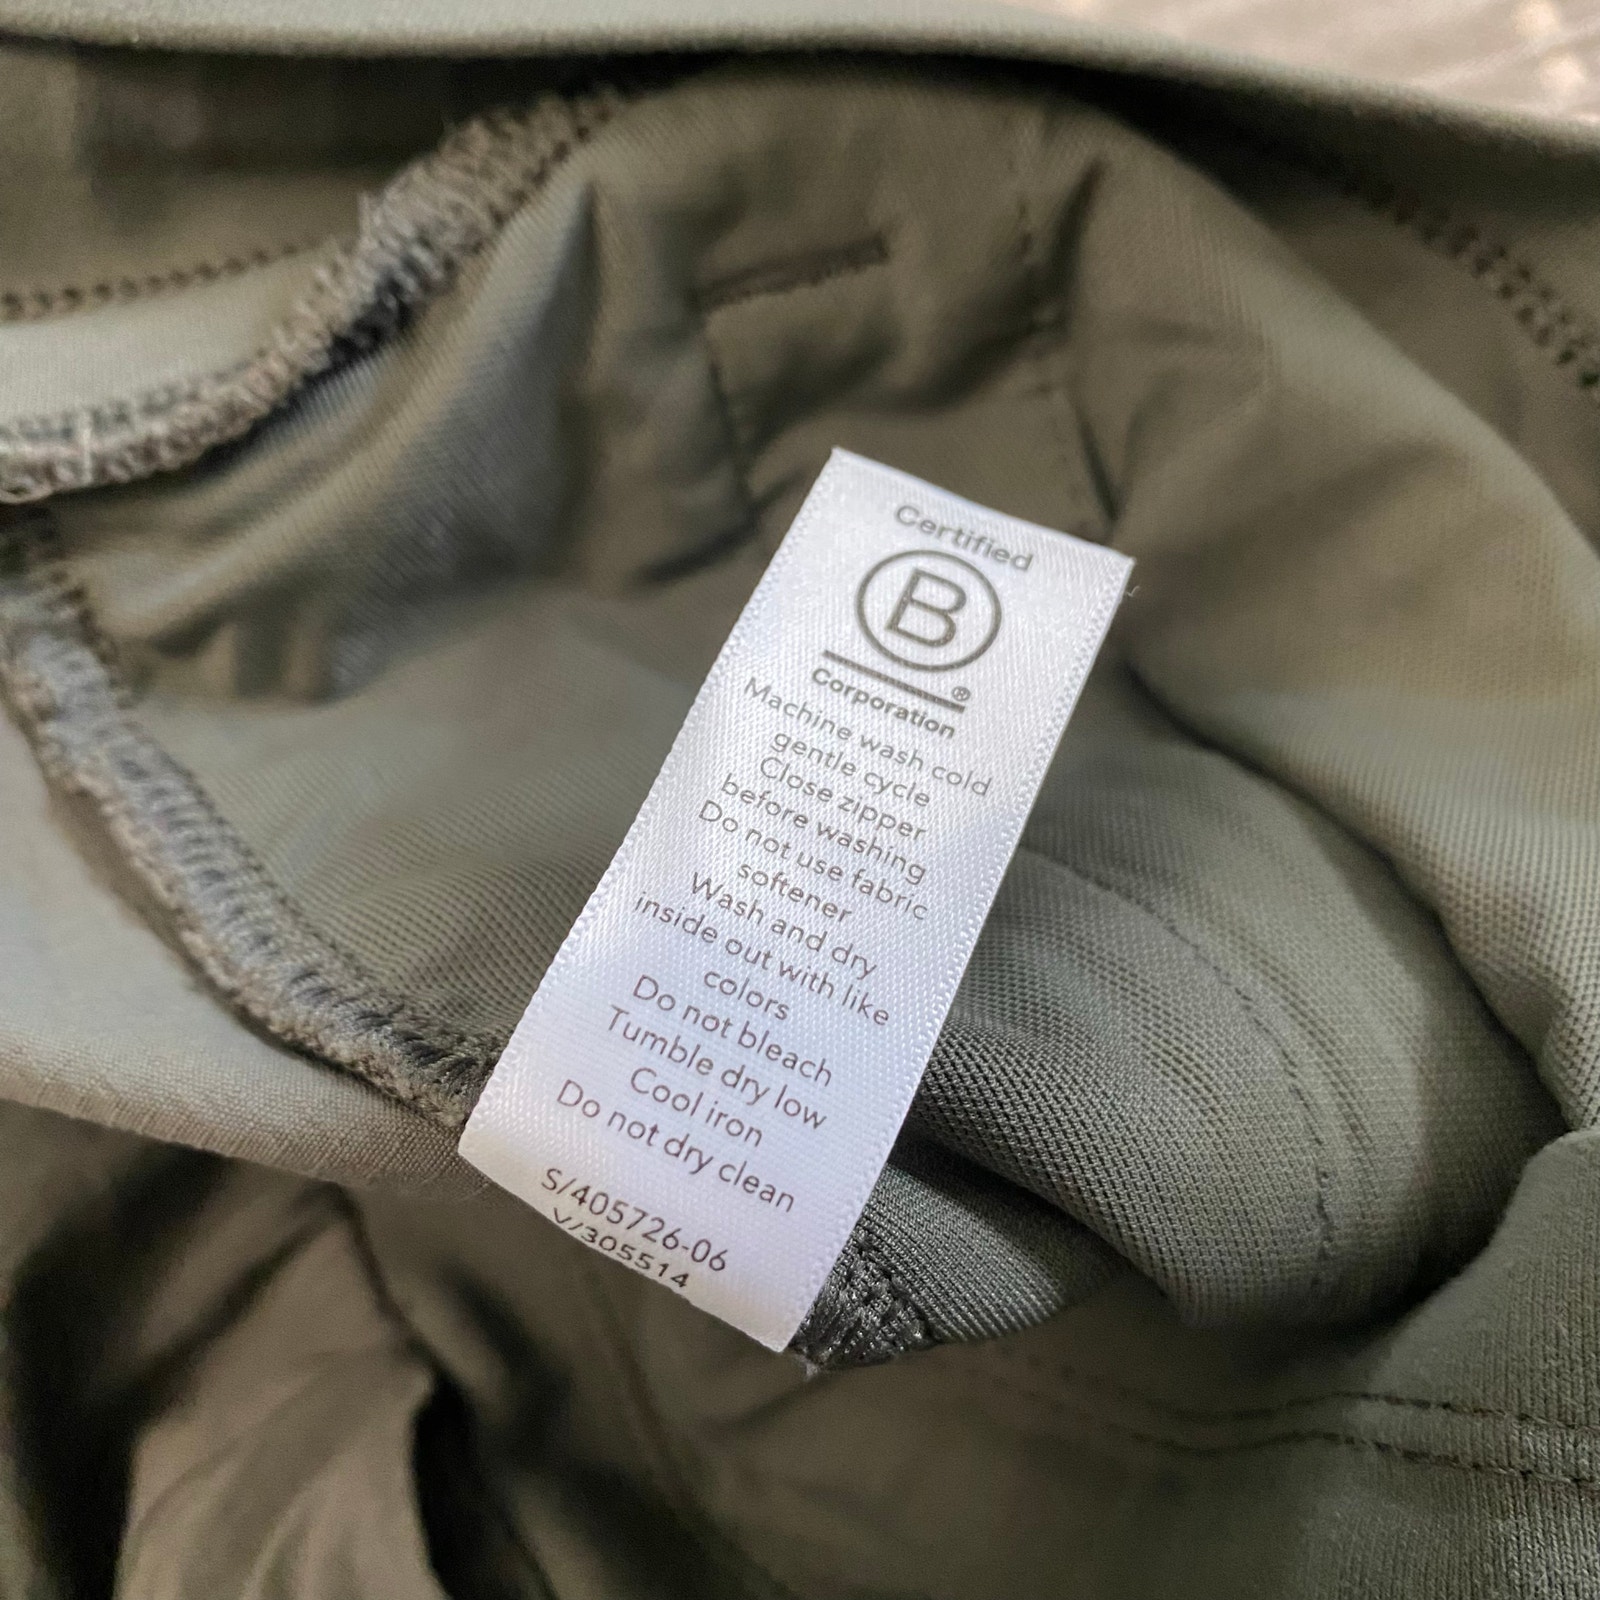 Certified
B
Corporation®
Machine wash cold
gentle cycle
Close zipper
before washing
Do not use fabric
softener
Wash and dry
inside out with like
colors
Do not bleach
Tumble dry low
Cool iron
Do not dry clean
S/405726-06
V/305514